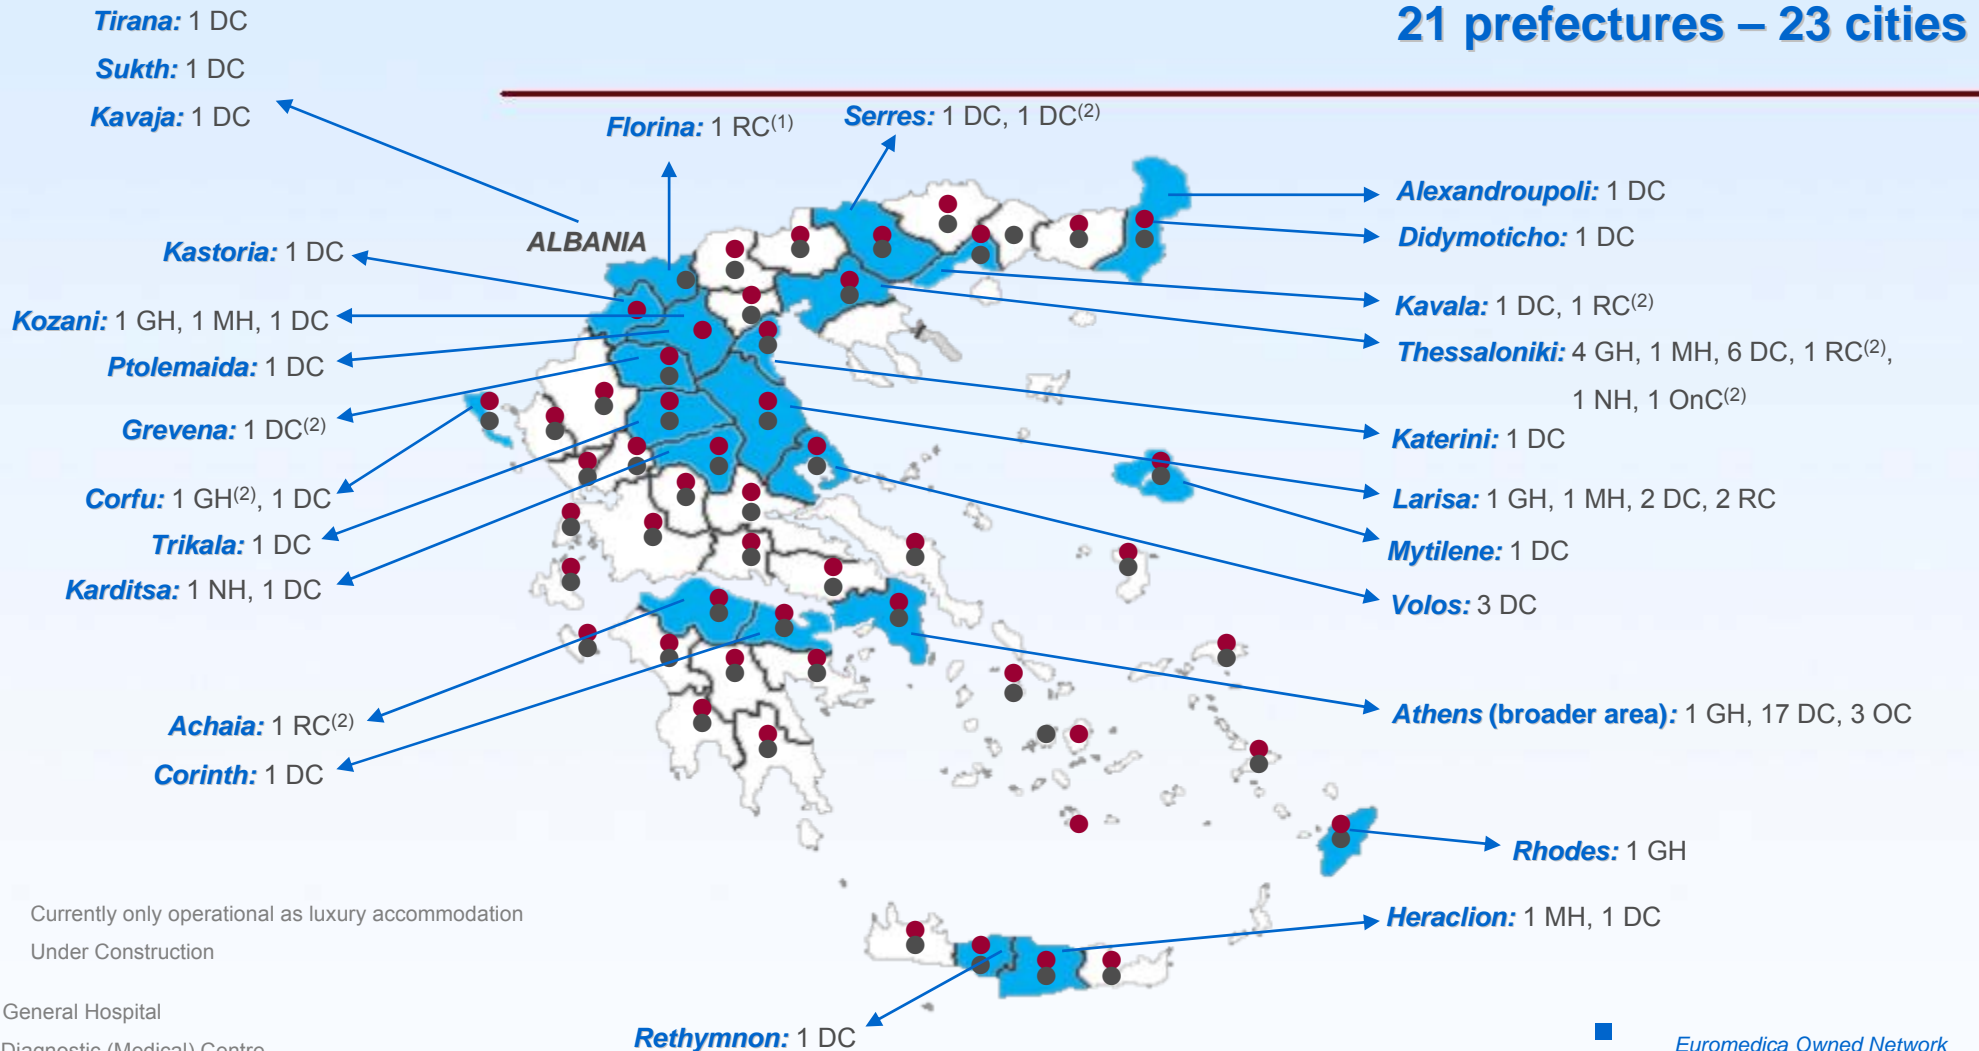 21 prefectures – 23 cities
Tirana: 1 DC
Sukth: 1 DC
Kavaja: 1 DC
Florina: 1 RC(1)
Serres: 1 DC, 1 DC(2)
ALBANIA
Kastoria: 1 DC
Kozani: 1 GH, 1 MH, 1 DC
Ptolemaida: 1 DC
Grevena: 1 DC(2)
Corfu: 1 GH(2), 1 DC
Trikala: 1 DC
Karditsa: 1 NH, 1 DC
Achaia: 1 RC(2)
Corinth: 1 DC
Alexandroupoli: 1 DC
Didymoticho: 1 DC
Kavala: 1 DC, 1 RC(2)
Thessaloniki: 4 GH, 1 MH, 6 DC, 1 RC(2),
1 NH, 1 OnC(2)
Katerini: 1 DC
Larisa: 1 GH, 1 MH, 2 DC, 2 RC
Mytilene: 1 DC
Volos: 3 DC
Athens (broader area): 1 GH, 17 DC, 3 OC
Rhodes: 1 GH
Heraclion: 1 MH, 1 DC
Rethymnon: 1 DC
Currently only operational as luxury accommodation
Under Construction
General Hospital
Diagnostic (Medical) Centre
Euromedica Owned Network